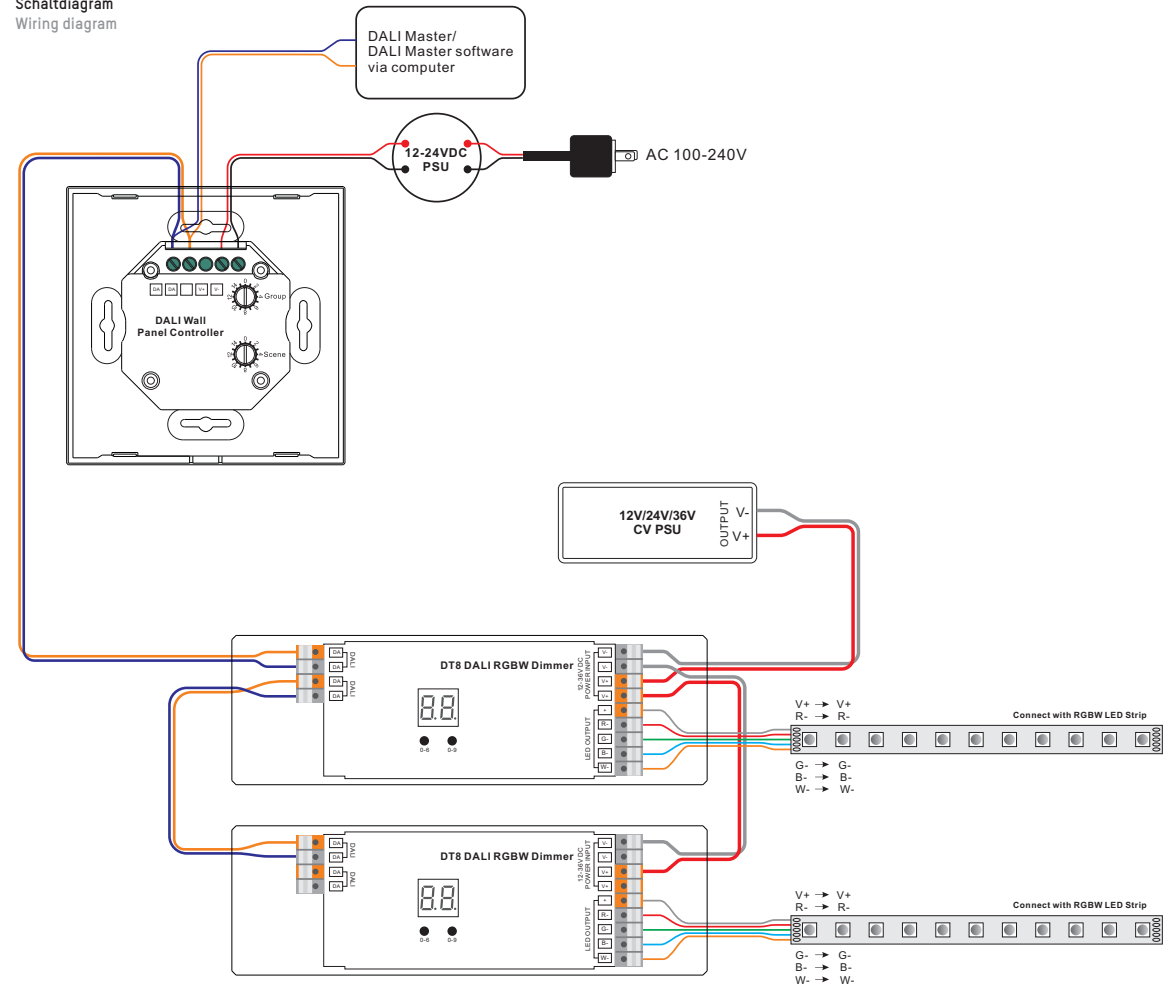 Schaltdiagram
Wiring diagram
DALI Master/
DALI Master software
via computer
12-24VDC
PSU
AC 100-240V
DA DA V+ V-
Group
DALI Wall
Panel Controller
Scene
12V/24V/36V
CV PSU
OUTPUT
V-
V+
DA
DA
DALI
DA
DA
DALI
DT8 DALI RGBW Dimmer
0-6 0-9
12-36VDC
POWER INPUT
V-
V-
V+
V+
LED OUTPUT
+
R-
G-
B-
W-
V+ → V+
R- → R-
Connect with RGBW LED Strip
G- → G-
B- → B-
W- → W-
DA
DA
DALI
DA
DA
DALI
DT8 DALI RGBW Dimmer
0-6 0-9
12-36VDC
POWER INPUT
V-
V-
V+
V+
LED OUTPUT
+
R-
G-
B-
W-
V+ → V+
R- → R-
Connect with RGBW LED Strip
G- → G-
B- → B-
W- → W-